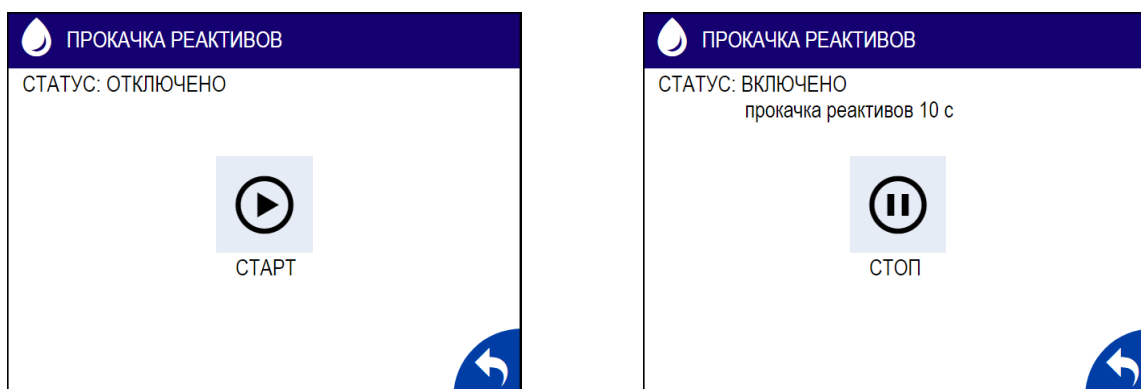 ПРОКАЧКА РЕАКТИВОВ
СТАТУС: ОТКЛЮЧЕНО
СТАРТ
ПРОКАЧКА РЕАКТИВОВ
СТАТУС: ВКЛЮЧЕНО
прокачка реактивов 10 с
СТОП